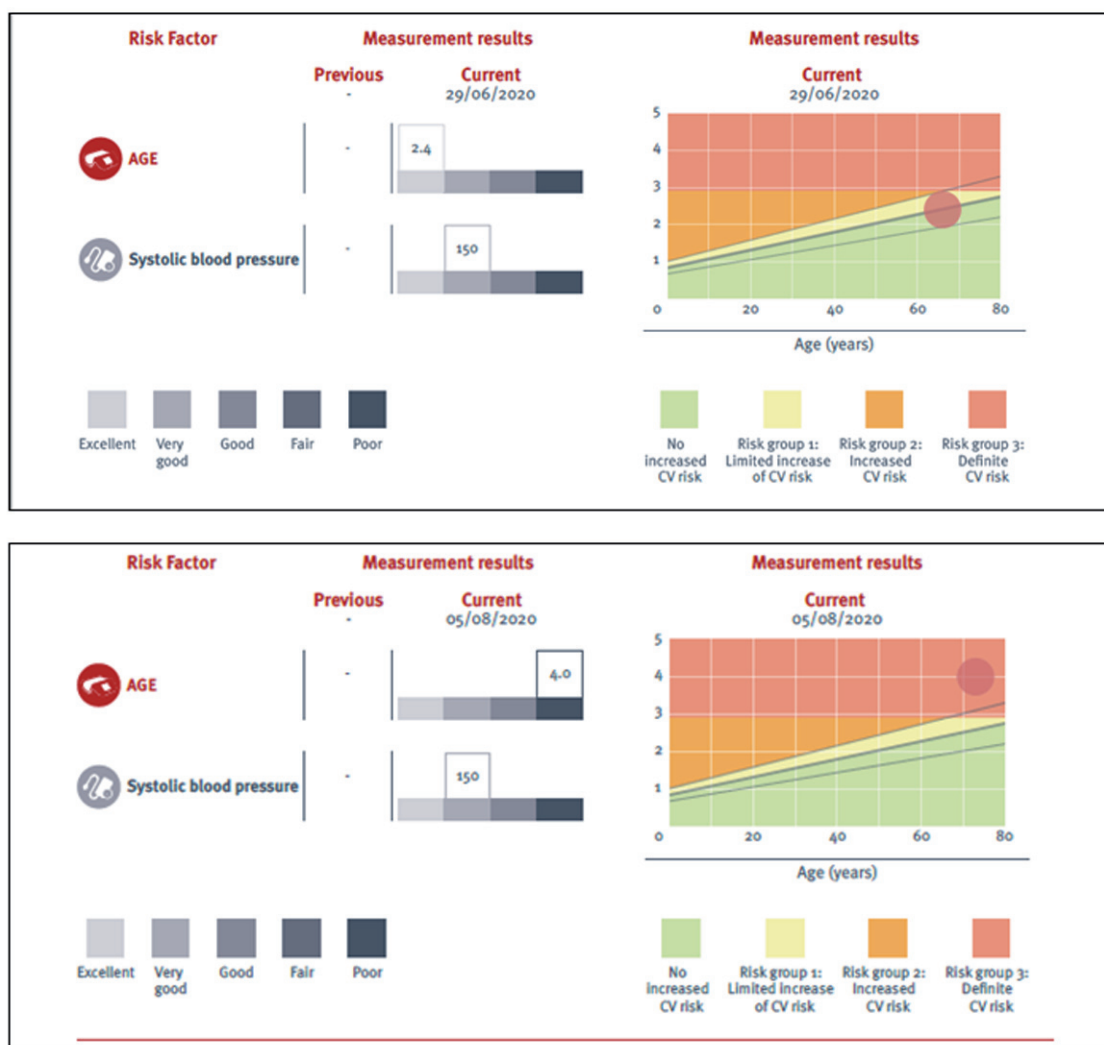 Risk Factor Measurement results Measurement results
Previous Current Current
- 29/06/2020 29/06/2020
5
4
3
2
1
AGE - 2.4
Systolic blood pressure - 150
0 20 40 60 80
Age (years)
Excellent Very good Good Fair Poor
No increased CV risk
Risk group 1: Limited increase of CV risk
Risk group 2: Increased CV risk
Risk group 3: Definite CV risk
Risk Factor Measurement results Measurement results
Previous Current Current
- 05/08/2020 05/08/2020
5
4
3
2
1
AGE - 4.0
Systolic blood pressure - 150
0 20 40 60 80
Age (years)
Excellent Very good Good Fair Poor
No increased CV risk
Risk group 1: Limited increase of CV risk
Risk group 2: Increased CV risk
Risk group 3: Definite CV risk